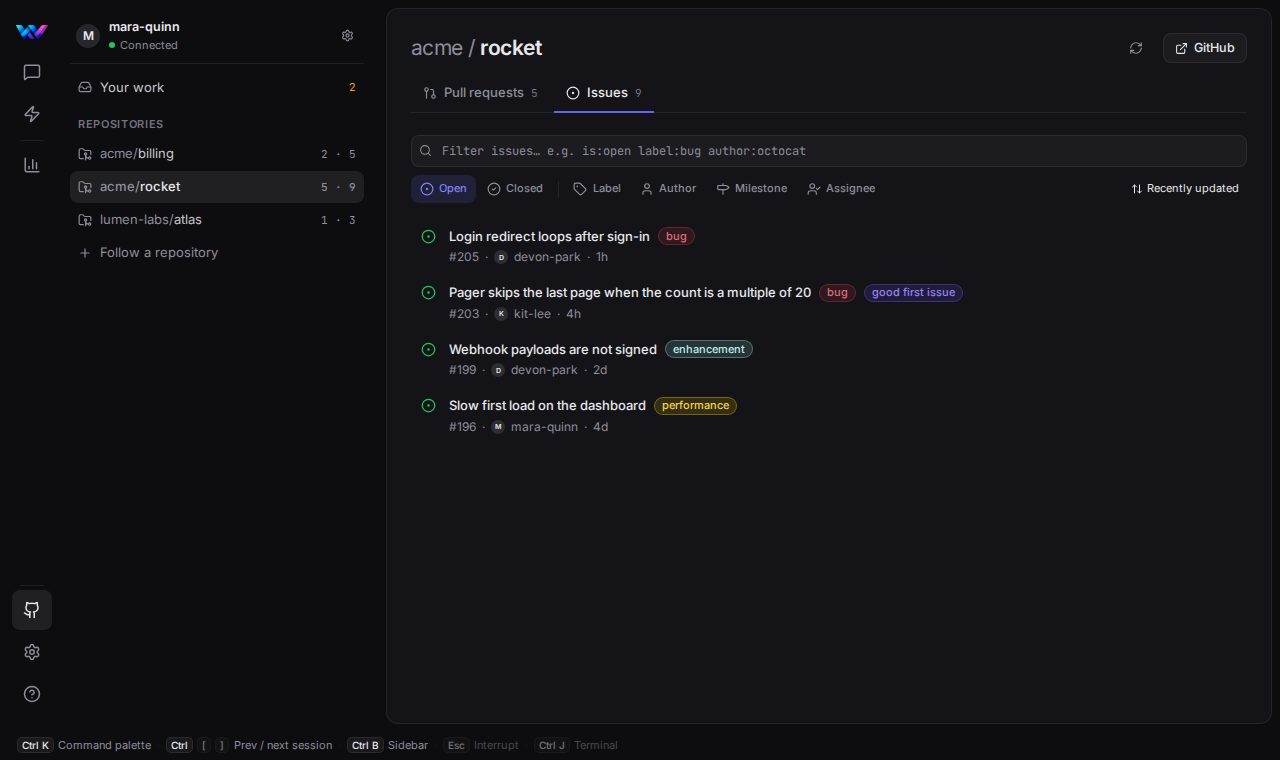 M mara-quinn
Connected
Your work 2
REPOSITORIES
acme/billing 2 · 5
acme/rocket 5 · 9
lumen-labs/atlas 1 · 3
Follow a repository
acme / rocket
GitHub
Pull requests 5 Issues 9
Filter issues… e.g. is:open label:bug author:octocat
Open Closed Label Author Milestone Assignee Recently updated
Login redirect loops after sign-in bug
#205 · D devon-park · 1h
Pager skips the last page when the count is a multiple of 20 bug good first issue
#203 · K kit-lee · 4h
Webhook payloads are not signed enhancement
#199 · D devon-park · 2d
Slow first load on the dashboard performance
#196 · M mara-quinn · 4d
Ctrl K Command palette Ctrl [ ] Prev / next session Ctrl B Sidebar Esc Interrupt Ctrl J Terminal